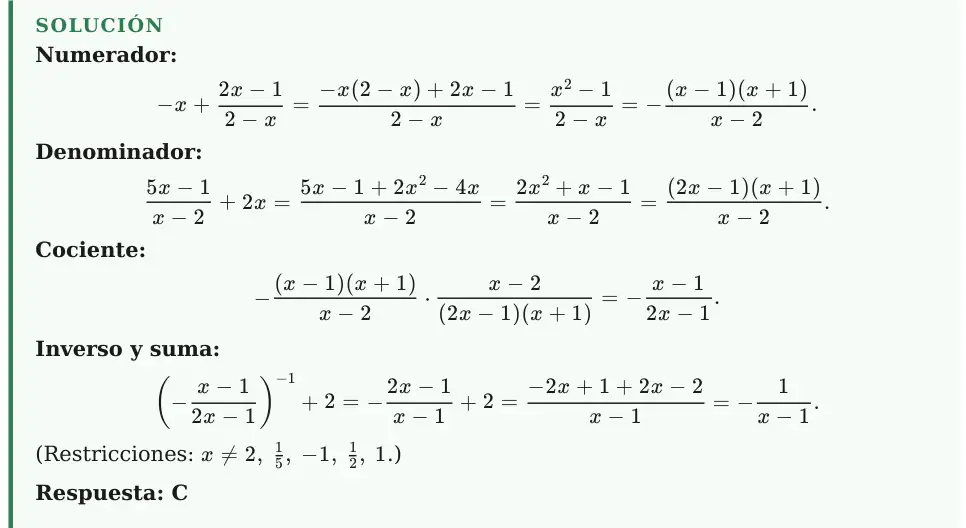 SOLUCIÓN
Numerador:
−x + (2x − 1)/(2 − x) = (−x(2 − x) + 2x − 1)/(2 − x) = (x² − 1)/(2 − x) = −((x − 1)(x + 1))/(x − 2).
Denominador:
(5x − 1)/(x − 2) + 2x = (5x − 1 + 2x² − 4x)/(x − 2) = (2x² + x − 1)/(x − 2) = ((2x − 1)(x + 1))/(x − 2).
Cociente:
−((x − 1)(x + 1))/(x − 2) · (x − 2)/((2x − 1)(x + 1)) = −(x − 1)/(2x − 1).
Inverso y suma:
(−(x − 1)/(2x − 1))⁻¹ + 2 = −(2x − 1)/(x − 1) + 2 = (−2x + 1 + 2x − 2)/(x − 1) = −1/(x − 1).
(Restricciones: x ≠ 2, 1/5, −1, 1/2, 1.)
Respuesta: C